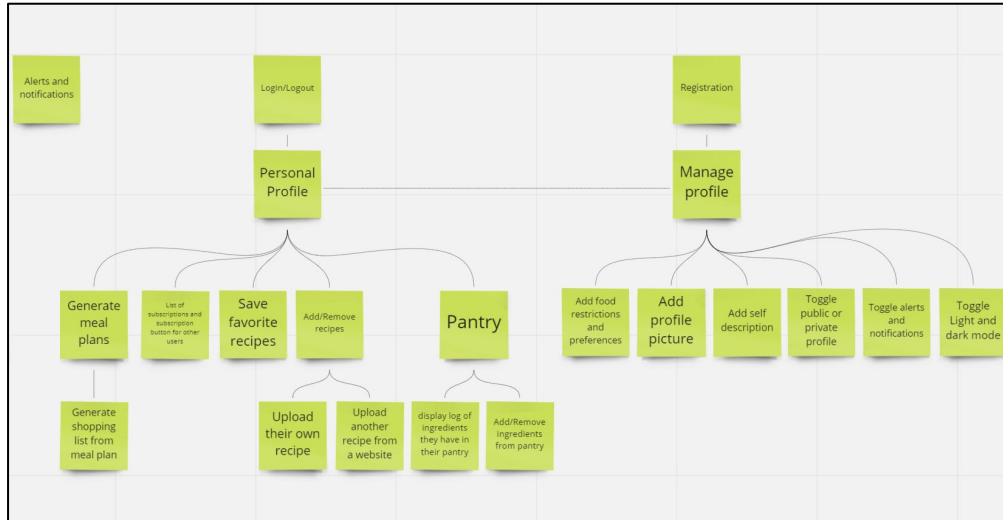 Alerts and
notifications
Login/Logout
Registration
Personal
Profile
Manage
profile
Generate
meal
plans
List of
subscriptions and
subscription
button for other
users
Save
favorite
recipes
Add/Remove
recipes
Pantry
Add food
restrictions
and
preferences
Add
profile
picture
Add self
description
Toggle
public or
private
profile
Toggle
alerts and
notifications
Toggle
Light and
dark mode
Generate
shopping
list from
meal plan
Upload
their own
recipe
Upload
another
recipe from
a website
display log of
ingredients
they have in
their pantry
Add/Remove
ingredients
from pantry